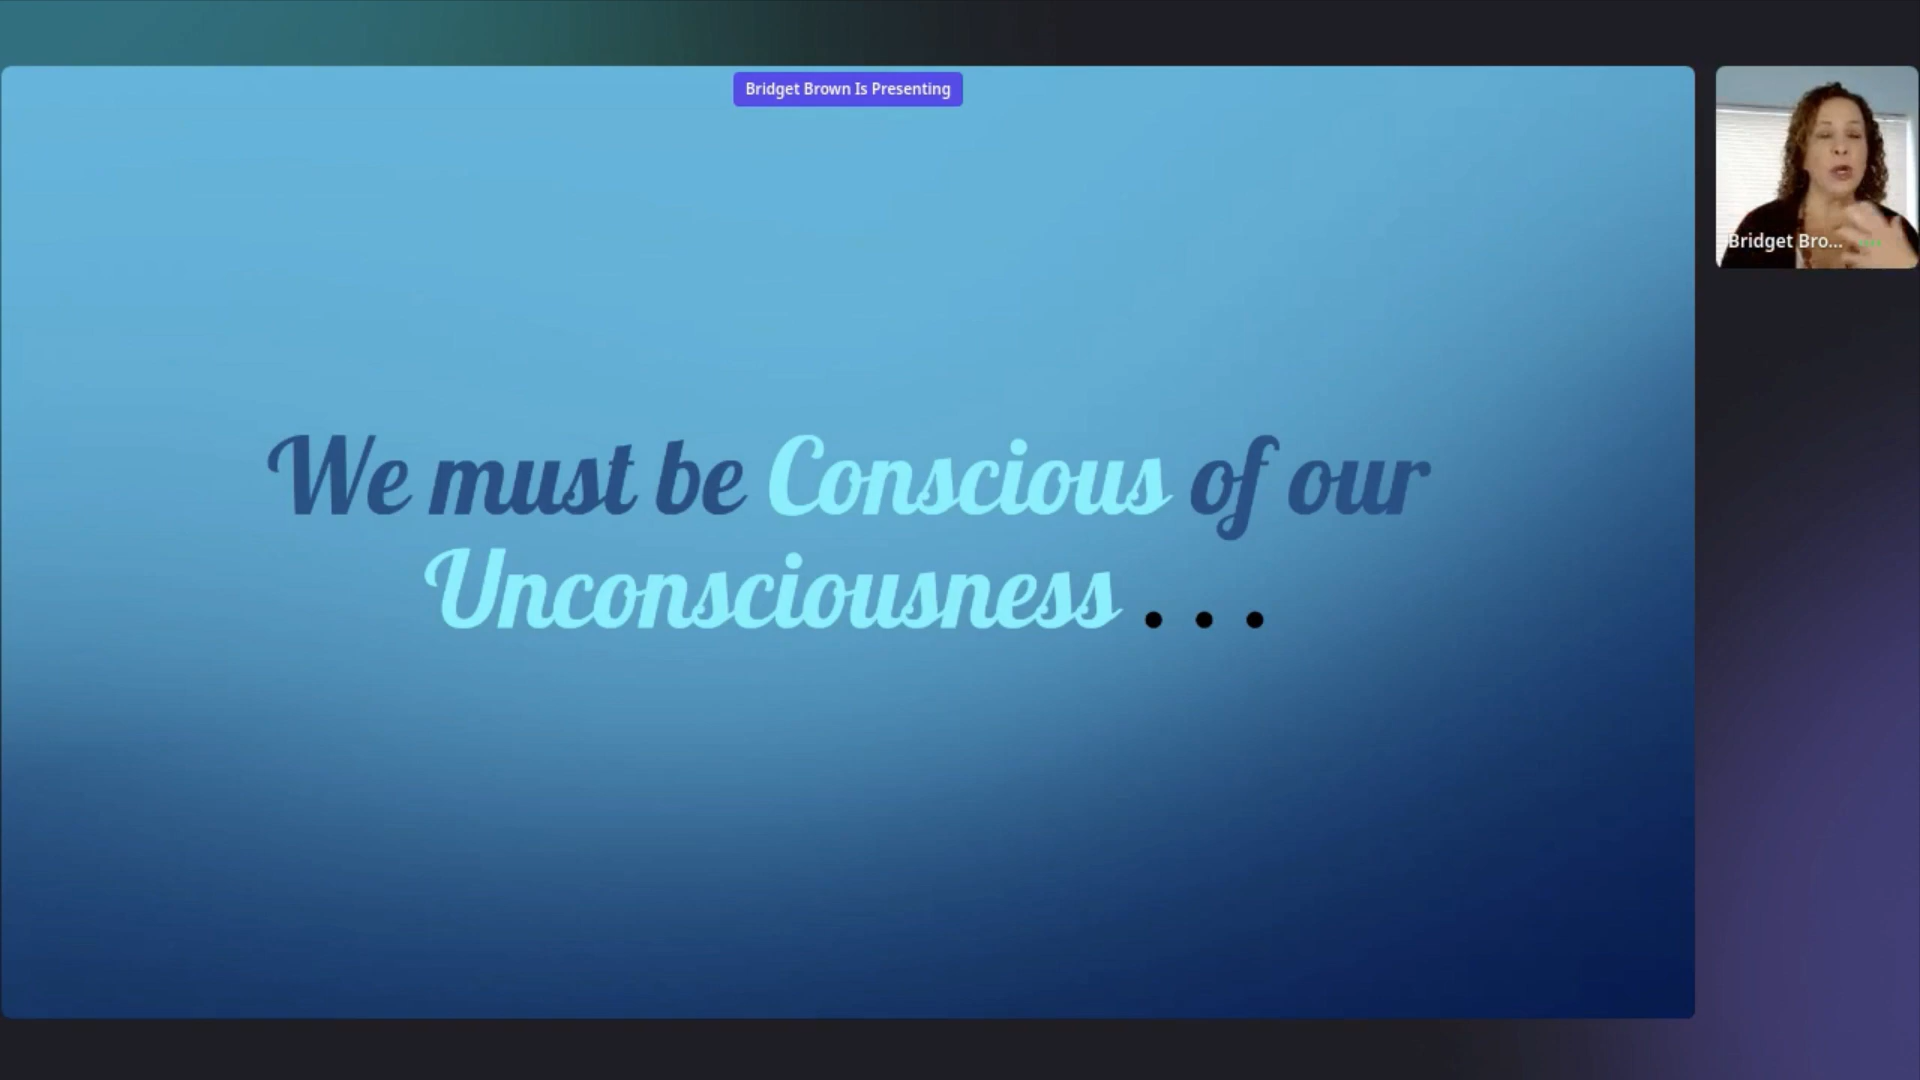 Bridget Brown Is Presenting
We must be Conscious of our
Unconsciousness . . .
Bridget Bro...